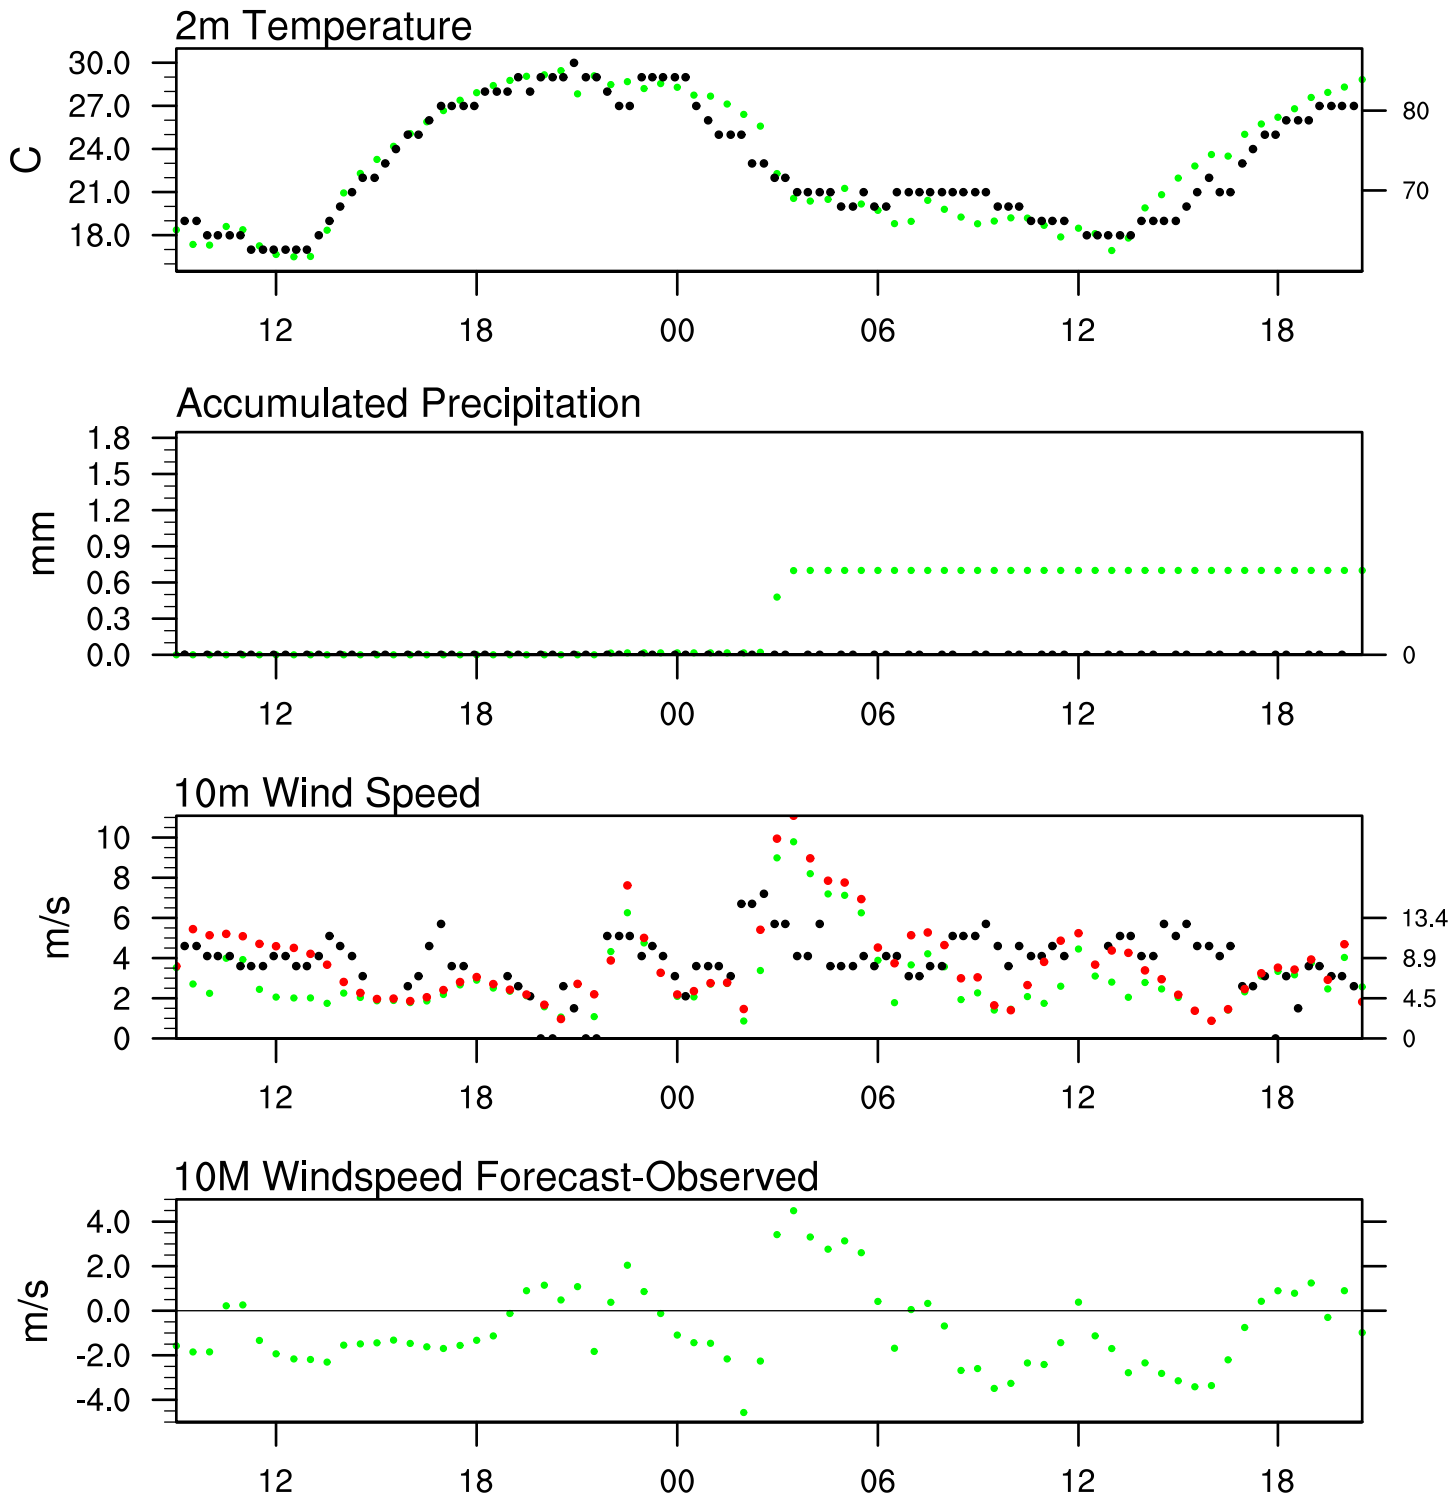 2m Temperature
30.0
27.0
24.0
21.0
18.0
C
80
70
12 18 00 06 12 18
Accumulated Precipitation
1.8
1.5
1.2
0.9
0.6
0.3
0.0
mm
0
12 18 00 06 12 18
10m Wind Speed
10
8
6
4
2
0
m/s
13.4
8.9
4.5
0
12 18 00 06 12 18
10M Windspeed Forecast-Observed
4.0
2.0
0.0
-2.0
-4.0
m/s
12 18 00 06 12 18